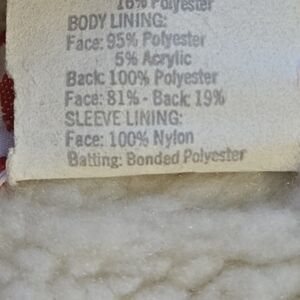 16% Polyester
BODY LINING:
Face: 95% Polyester
5% Acrylic
Back: 100% Polyester
Face: 81% - Back: 19%
SLEEVE LINING:
Face: 100% Nylon
Batting: Bonded Polyester